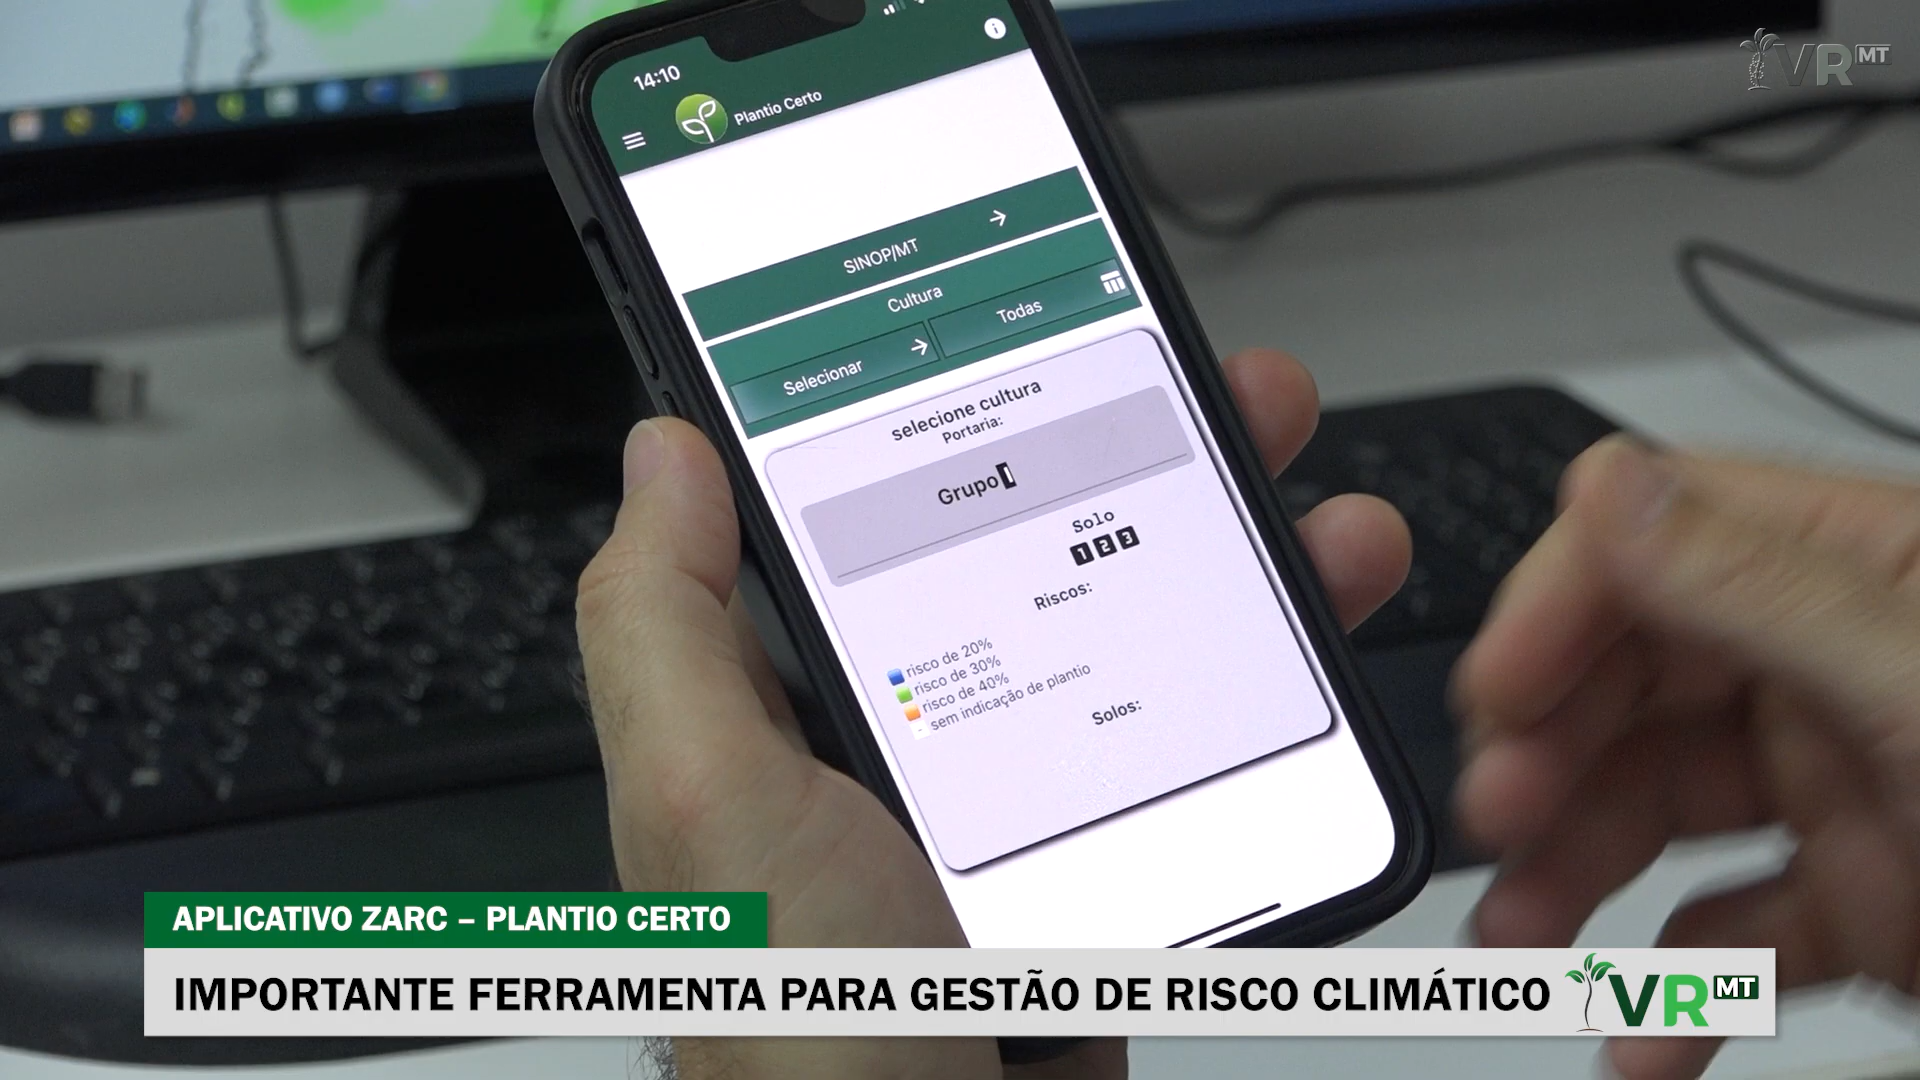 VR MT
14:10
Plantio Certo
SINOP/MT
Cultura
Selecionar
Todas
selecione cultura
Portaria:
Grupo I
Solo
1 2 3
Riscos:
risco de 20%
risco de 30%
risco de 40%
- sem indicação de plantio
Solos:
APLICATIVO ZARC – PLANTIO CERTO
IMPORTANTE FERRAMENTA PARA GESTÃO DE RISCO CLIMÁTICO
VR MT